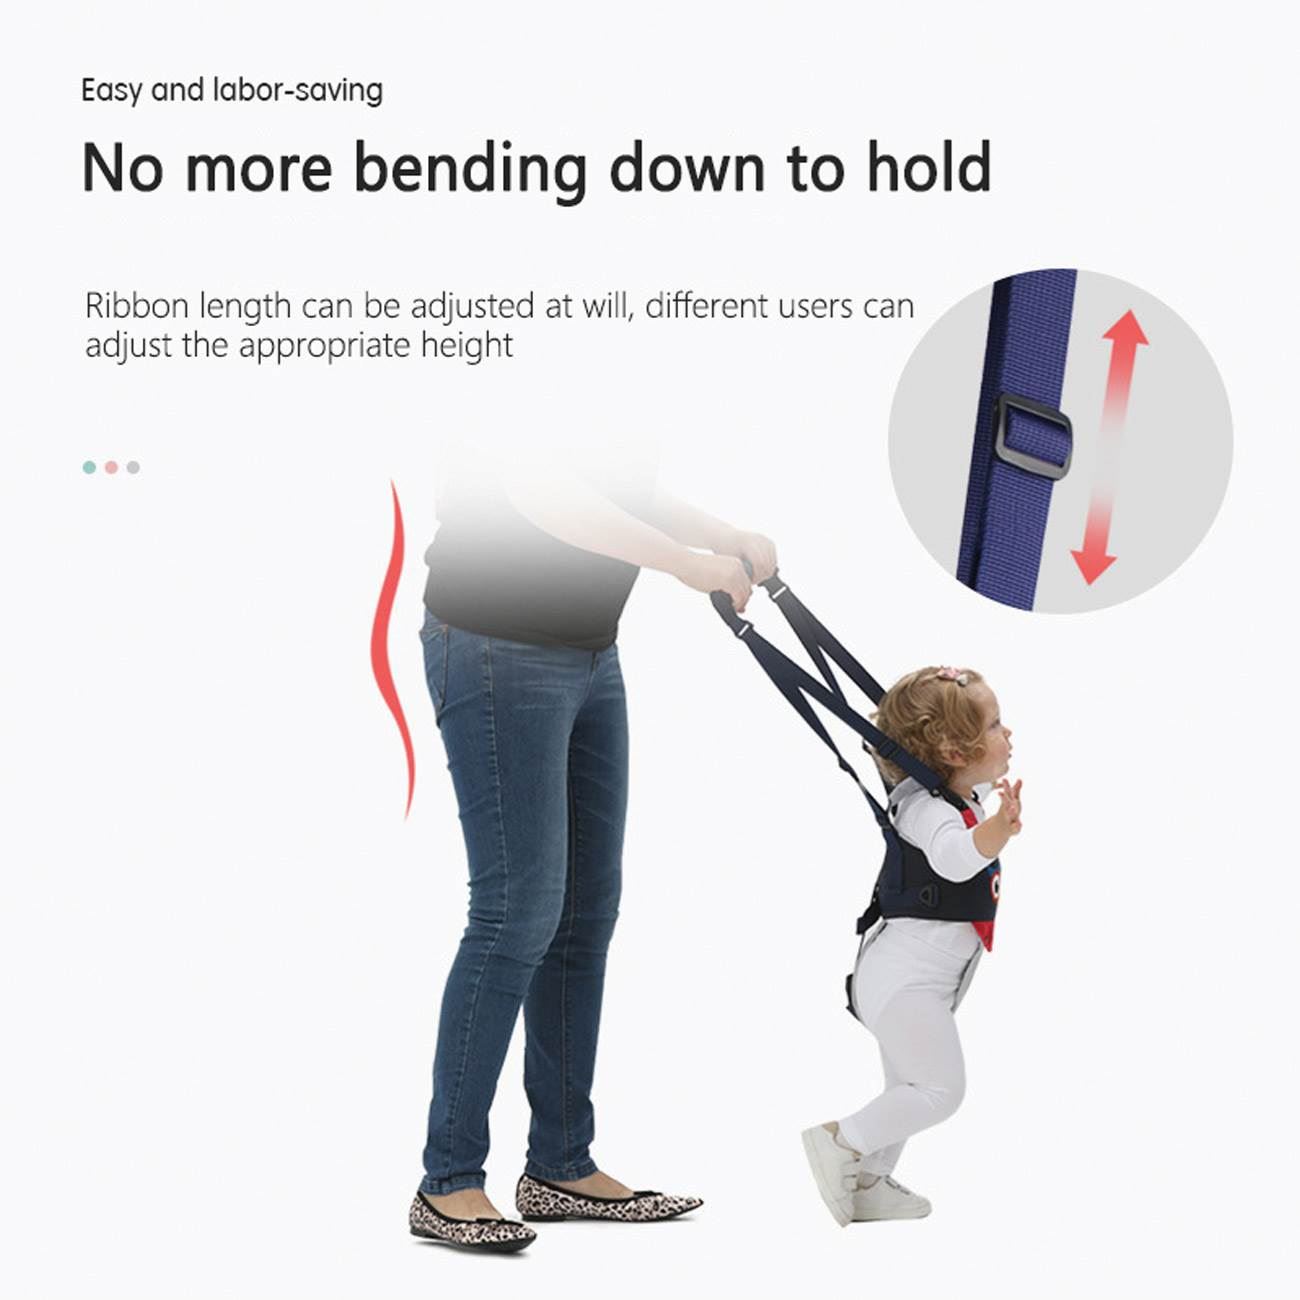 Easy and labor-saving
No more bending down to hold
Ribbon length can be adjusted at will, different users can
adjust the appropriate height